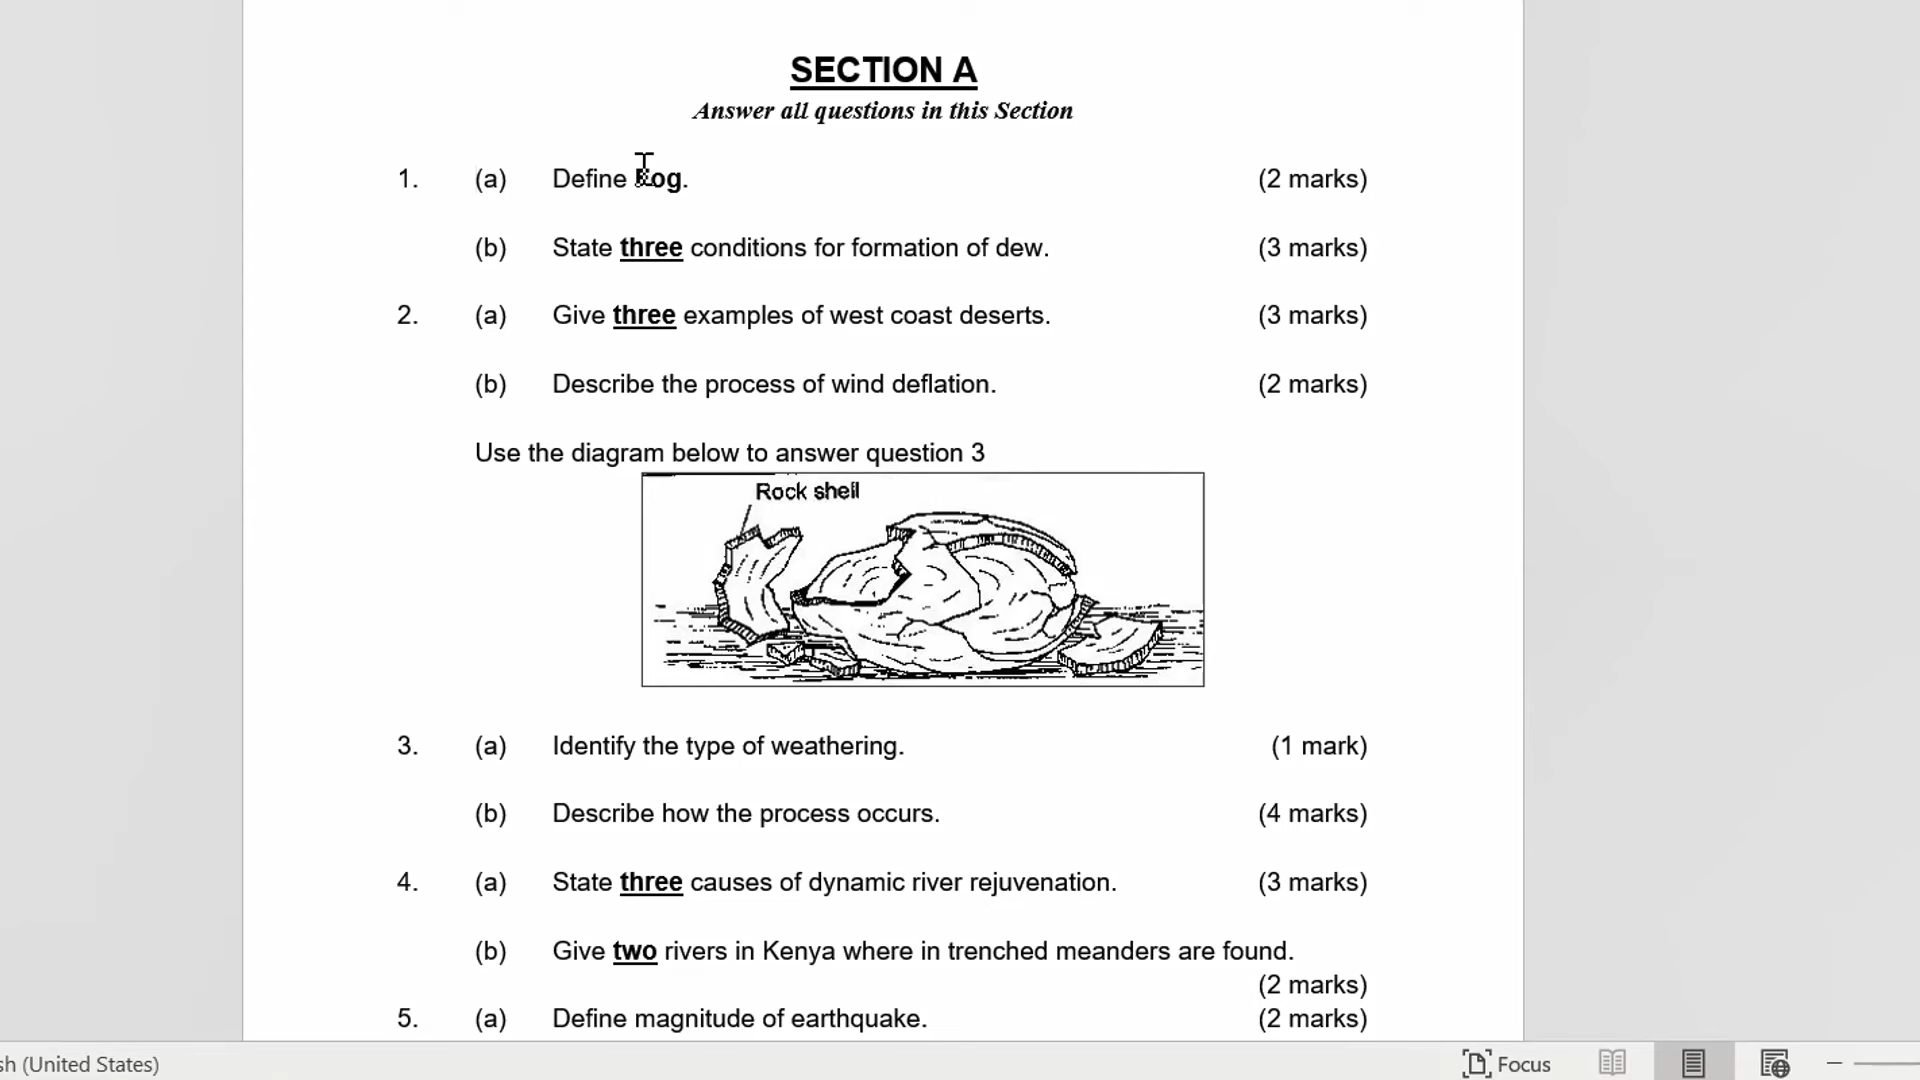 SECTION A
Answer all questions in this Section
1. (a) Define Fog. (2 marks)
(b) State three conditions for formation of dew. (3 marks)
2. (a) Give three examples of west coast deserts. (3 marks)
(b) Describe the process of wind deflation. (2 marks)
Use the diagram below to answer question 3
Rock shell
3. (a) Identify the type of weathering. (1 mark)
(b) Describe how the process occurs. (4 marks)
4. (a) State three causes of dynamic river rejuvenation. (3 marks)
(b) Give two rivers in Kenya where in trenched meanders are found.
(2 marks)
5. (a) Define magnitude of earthquake. (2 marks)
sh (United States) Focus